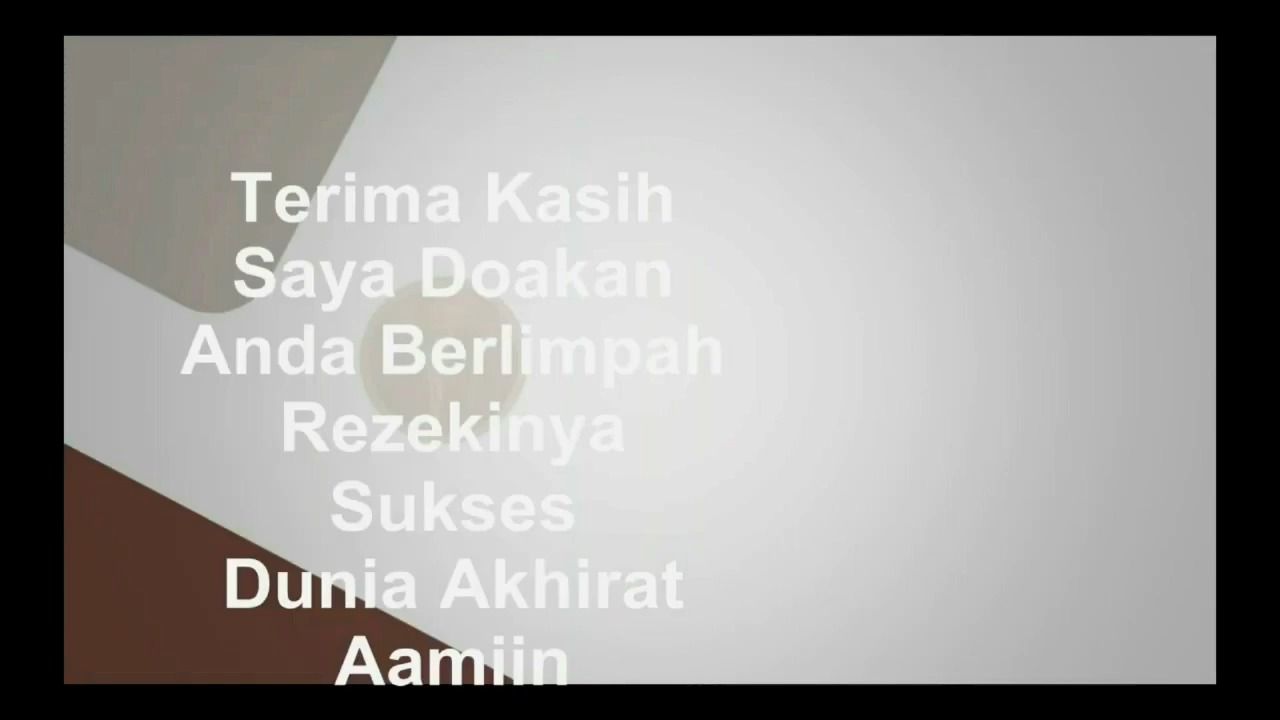 Terima Kasih
Saya Doakan
Anda Berlimpah
Rezekinya
Sukses
Dunia Akhirat
Aamiin